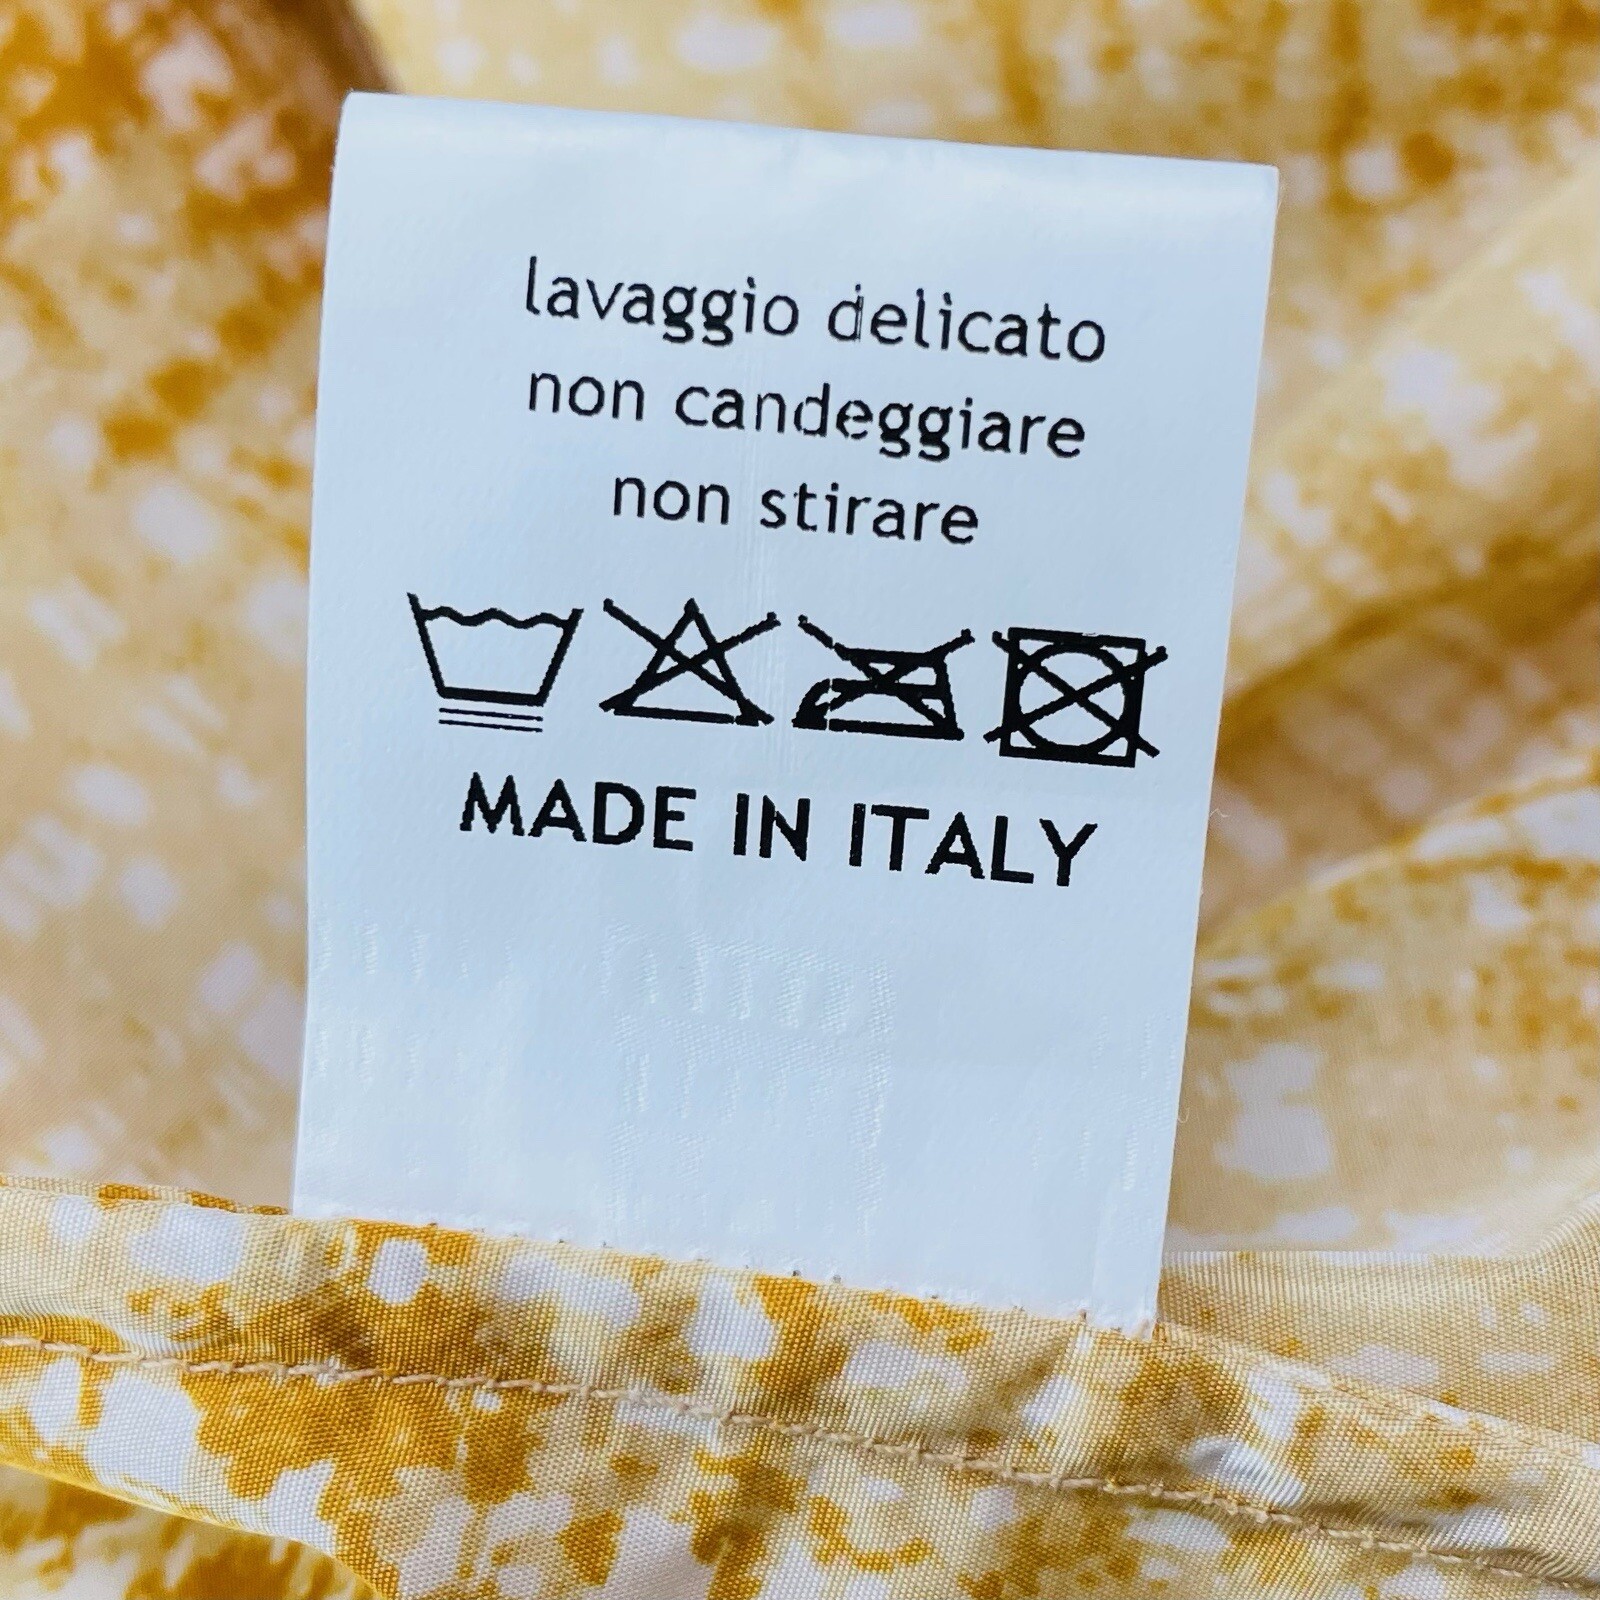 lavaggio delicato
non candeggiare
non stirare
MADE IN ITALY